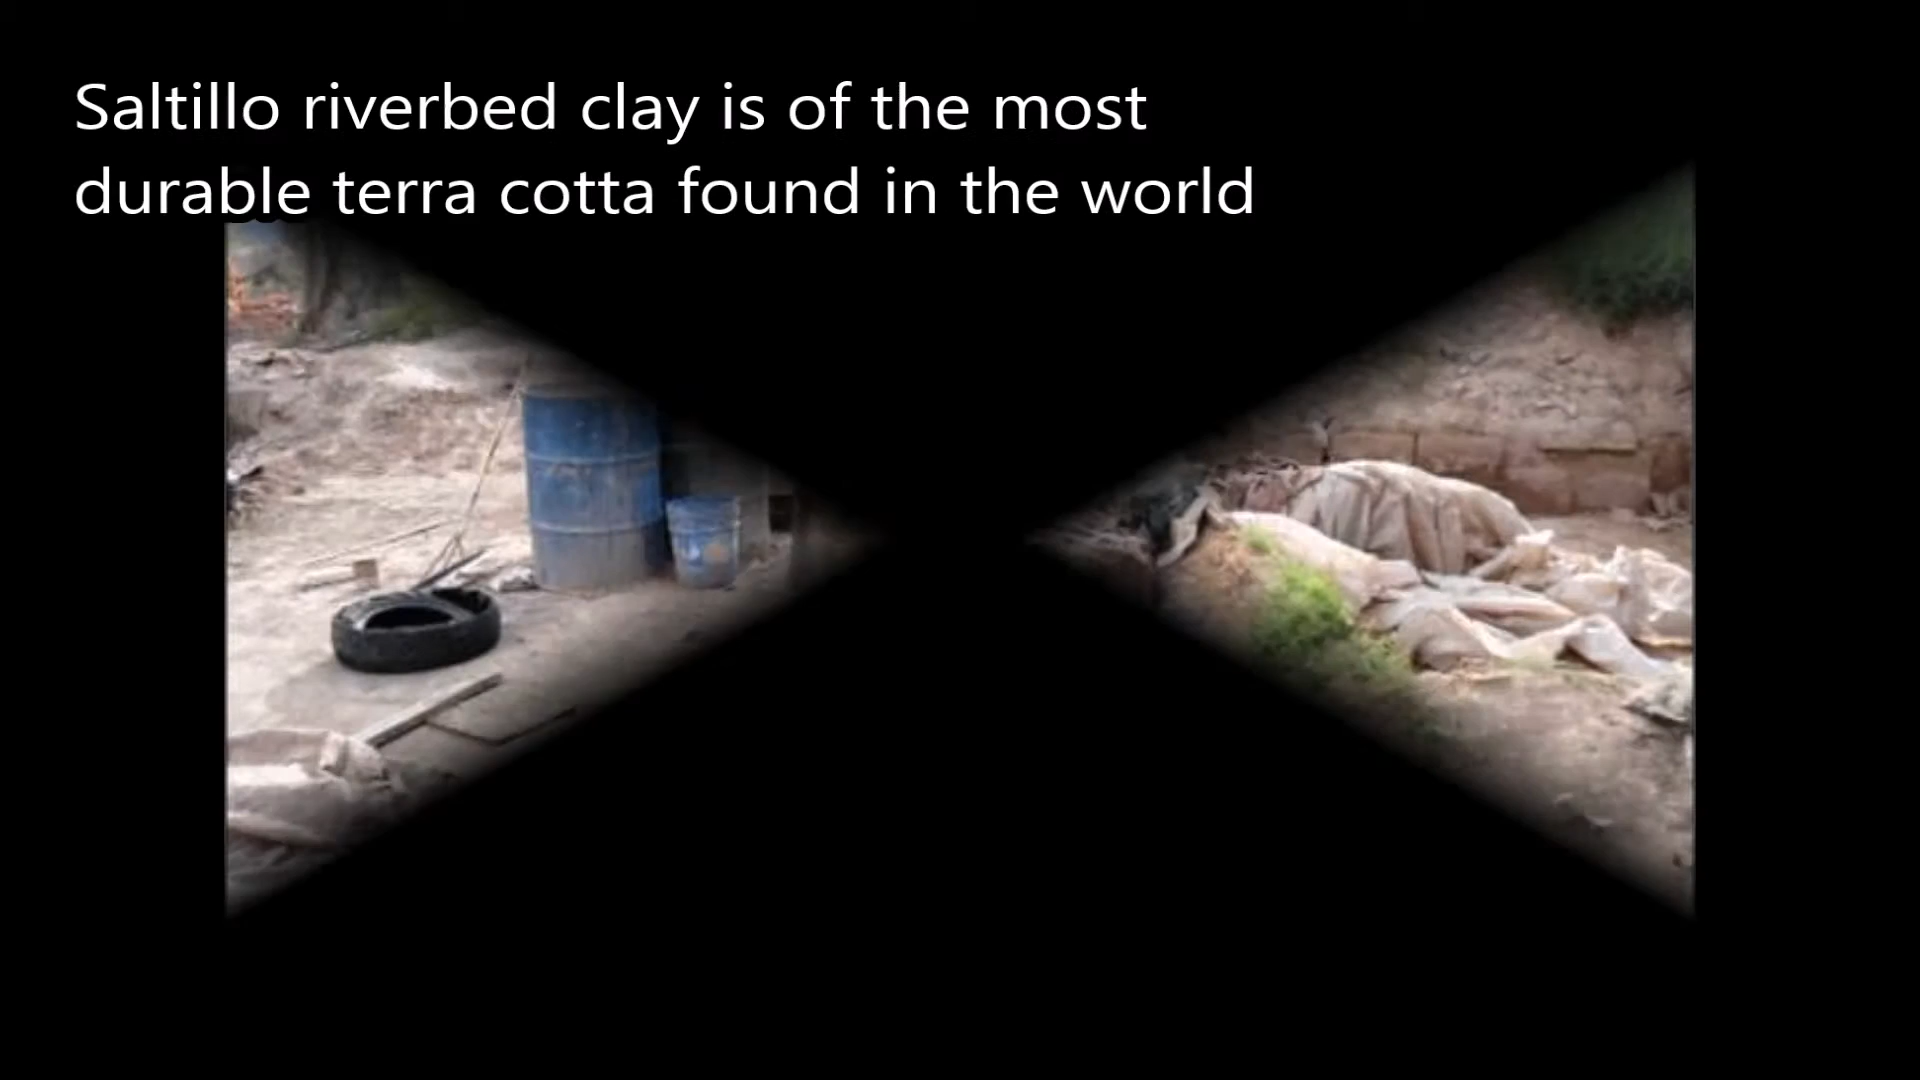 Saltillo riverbed clay is of the most
durable terra cotta found in the world